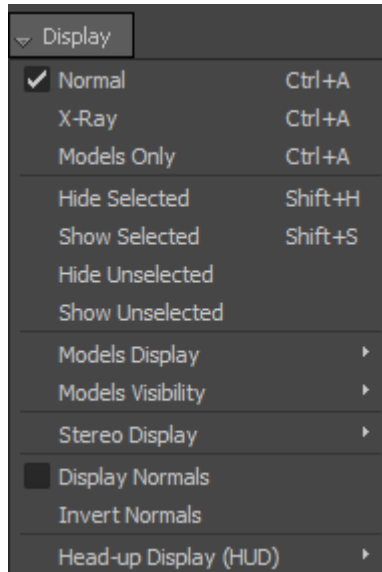 Display
Normal Ctrl+A
X-Ray Ctrl+A
Models Only Ctrl+A
Hide Selected Shift+H
Show Selected Shift+S
Hide Unselected
Show Unselected
Models Display
Models Visibility
Stereo Display
Display Normals
Invert Normals
Head-up Display (HUD)